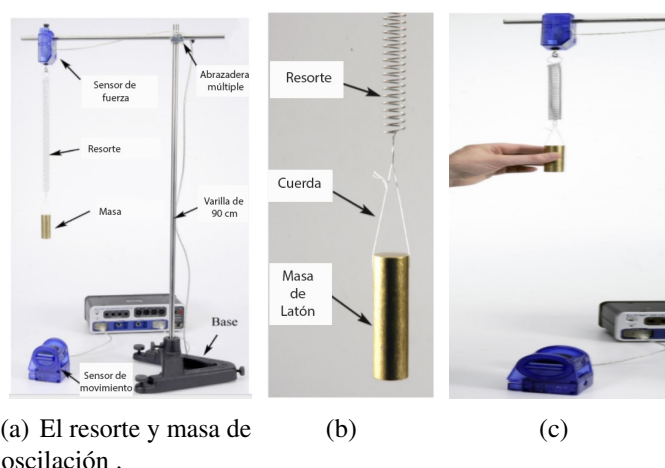 Sensor de
fuerza
Abrazadera
múltiple
Resorte
Masa
Varilla de
90 cm
Base
Sensor de
movimiento
Resorte
Cuerda
Masa
de
Latón
(a) El resorte y masa de
oscilación .
(b)
(c)